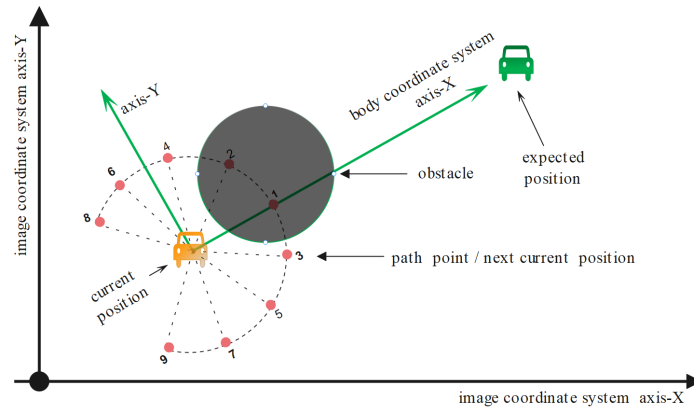 image coordinate system axis-Y
axis-Y
body coordinate system
axis-X
4
2
6
8
1
3
5
7
9
obstacle
expected
position
path point / next current position
current
position
image coordinate system axis-X